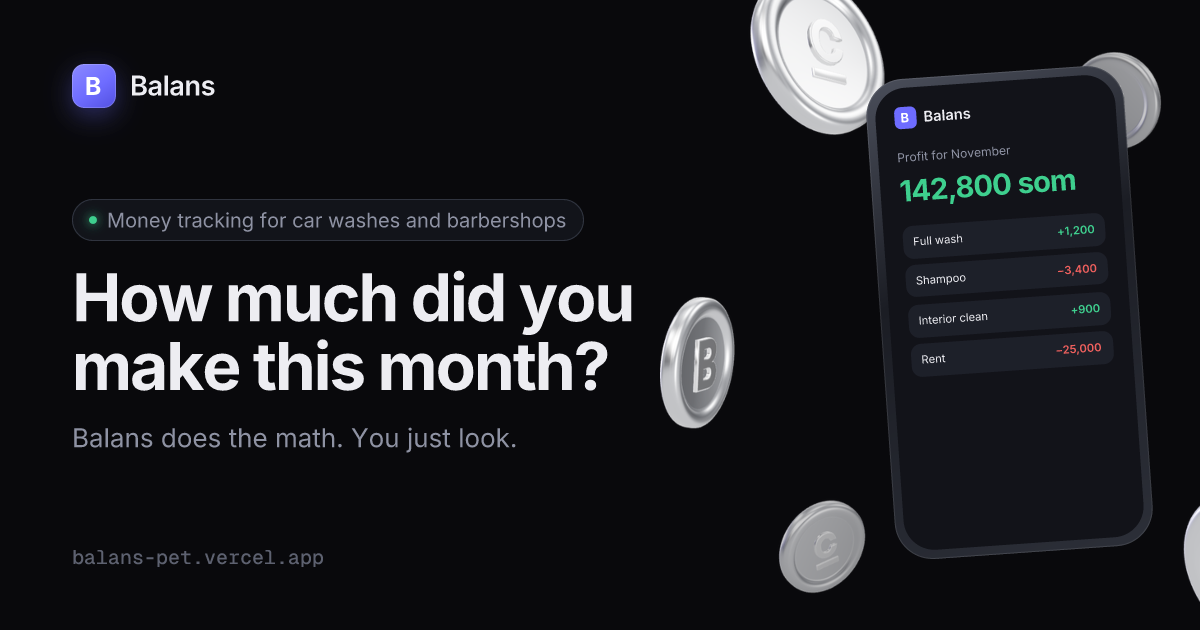 B Balans
Money tracking for car washes and barbershops
How much did you
make this month?
Balans does the math. You just look.
balans-pet.vercel.app
B
B Balans
Profit for November
142,800 som
Full wash +1,200
Shampoo −3,400
Interior clean +900
Rent −25,000